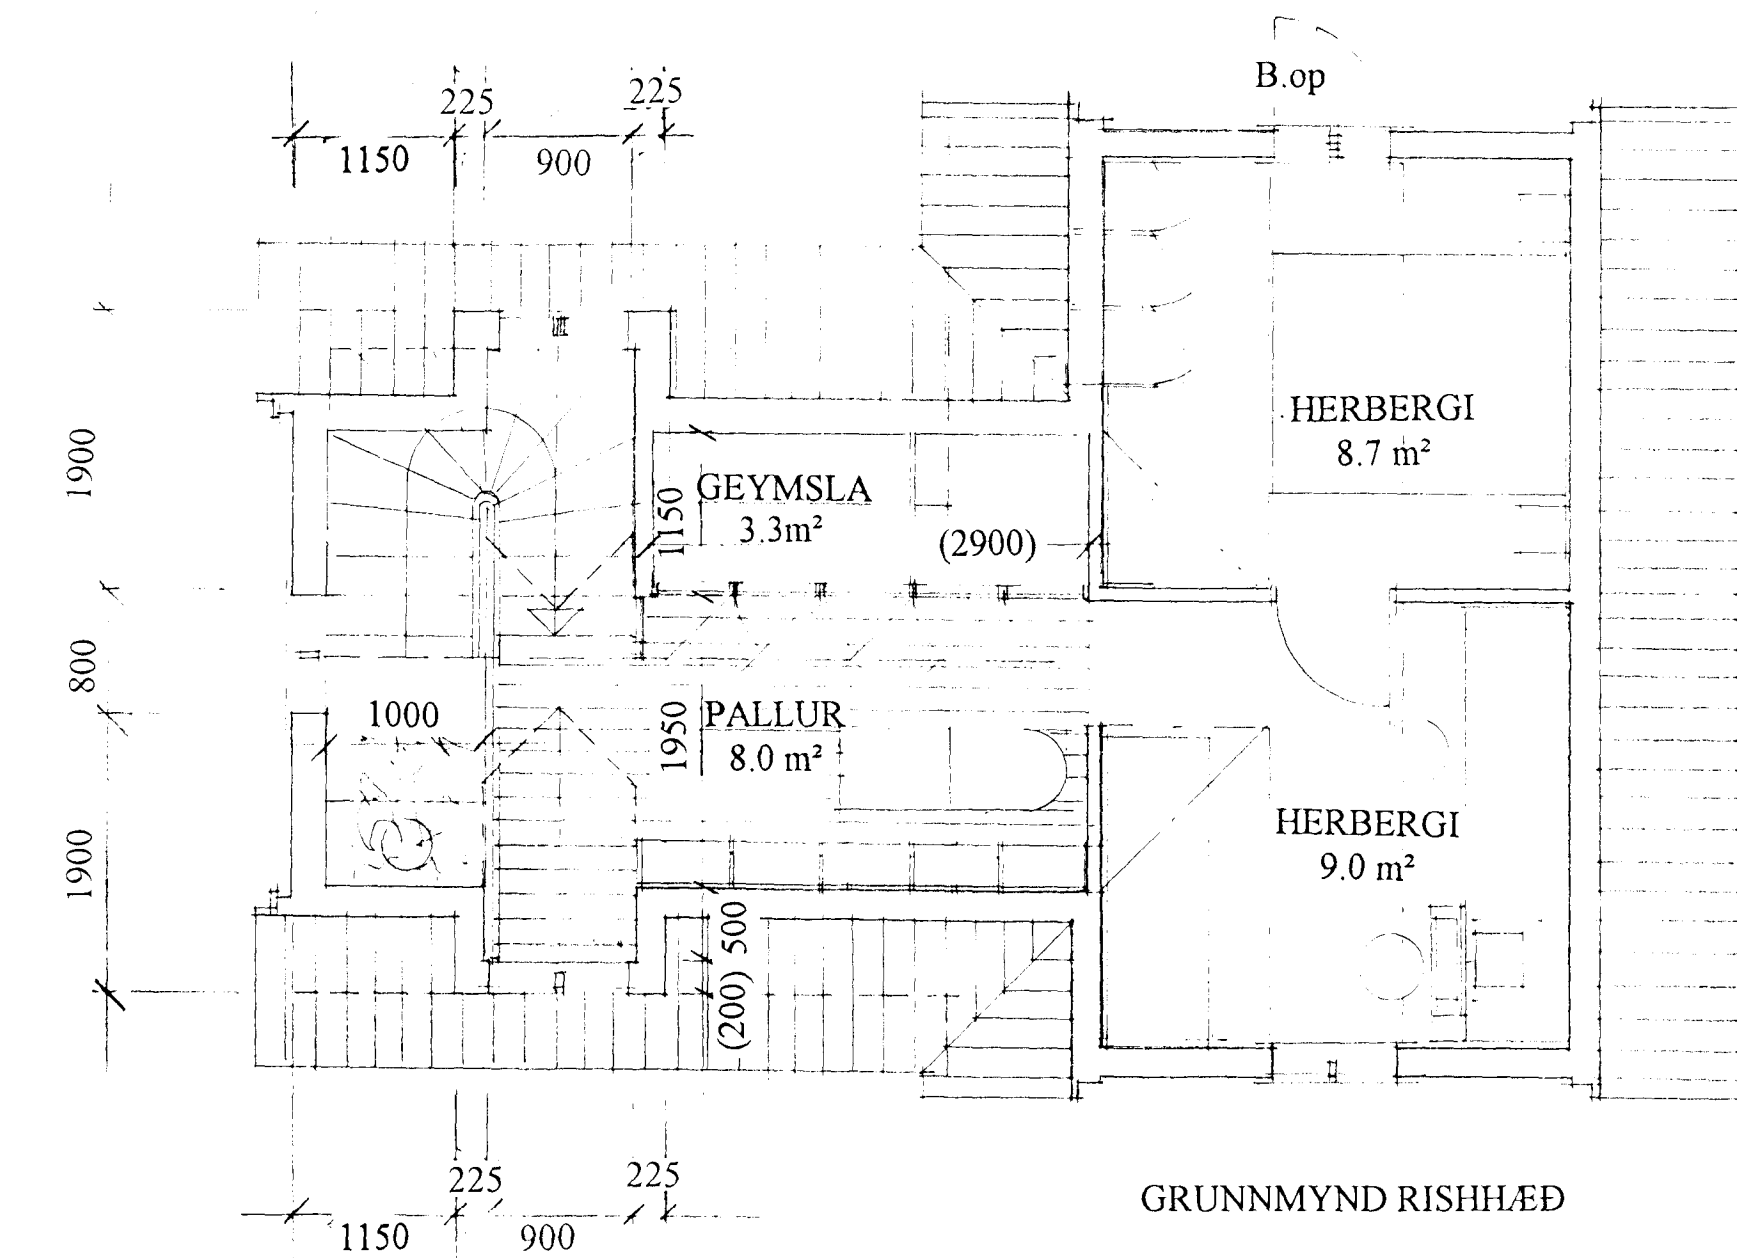 B.op
225
225
1150
900
HERBERGI
8.7 m²
1900
GEYMSLA
3.3m²
1150
(2900)
800
1000
1950
PALLUR
8.0 m²
HERBERGI
9.0 m²
1900
500
(200)
225
225
1150
900
GRUNNMYND RISHHÆÐ